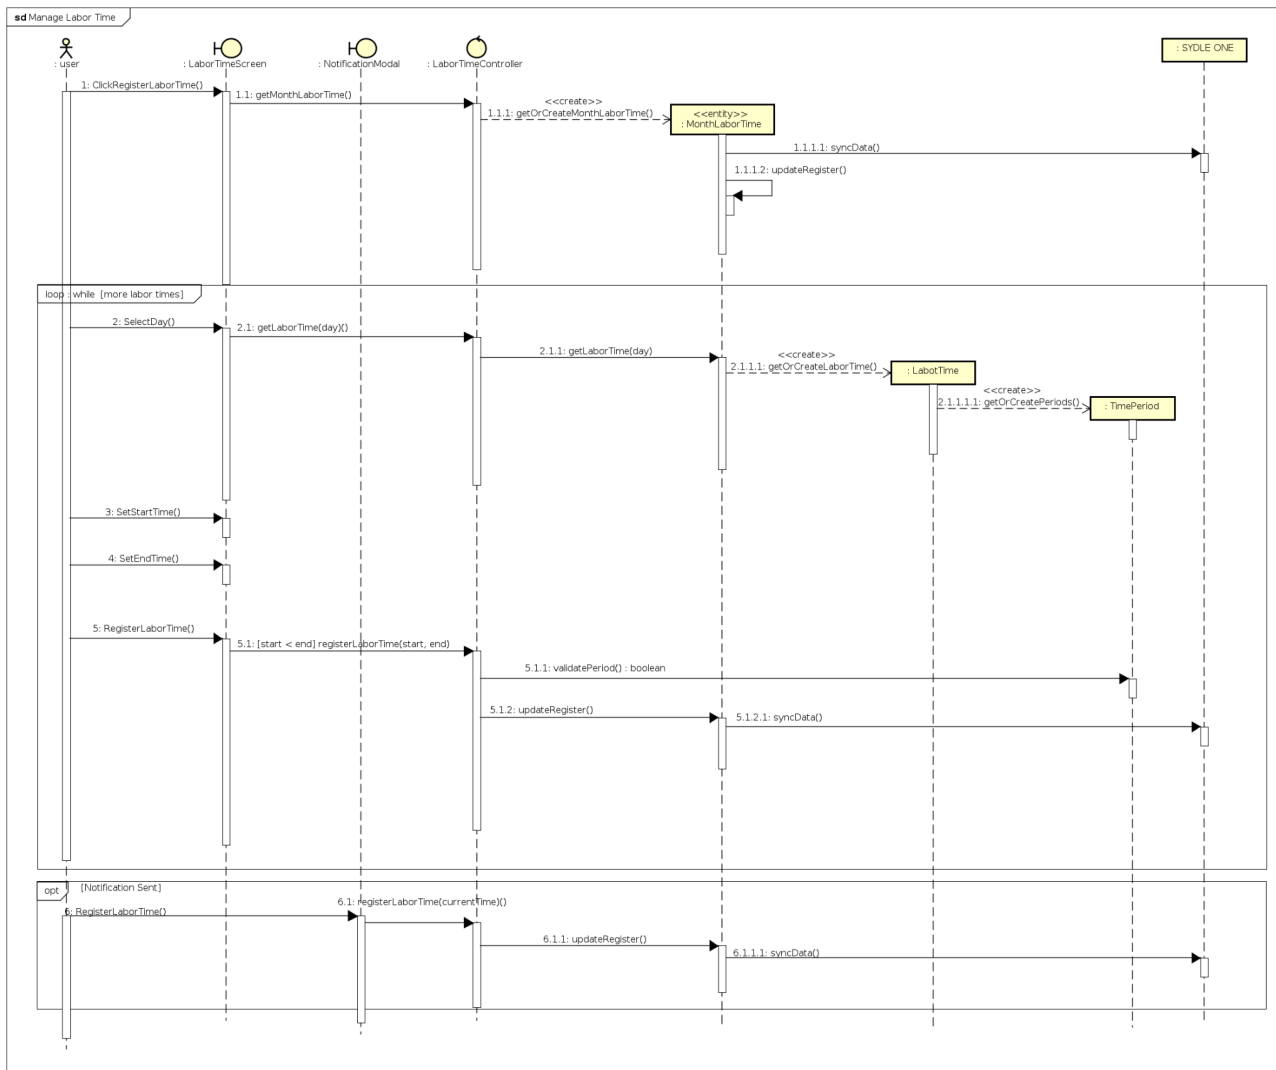 sd Manage Labor Time
: user
: LaborTimeScreen
: NotificationModal
: LaborTimeController
: SYDLE ONE
1: ClickRegisterLaborTime()
1.1: getMonthLaborTime()
<<create>>
1.1.1: getOrCreateMonthLaborTime()
<<entity>>
: MonthLaborTime
1.1.1.1: syncData()
1.1.1.2: updateRegister()
loop : while [more labor times]
2: SelectDay()
2.1: getLaborTime(day)()
2.1.1: getLaborTime(day)
<<create>>
2.1.1.1: getOrCreateLaborTime()
: LabotTime
<<create>>
2.1.1.1.1: getOrCreatePeriods()
: TimePeriod
3: SetStartTime()
4: SetEndTime()
5: RegisterLaborTime()
5.1: [start < end] registerLaborTime(start, end)
5.1.1: validatePeriod() : boolean
5.1.2: updateRegister()
5.1.2.1: syncData()
opt
[Notification Sent]
6: RegisterLaborTime()
6.1: registerLaborTime(currentTime)()
6.1.1: updateRegister()
6.1.1.1: syncData()